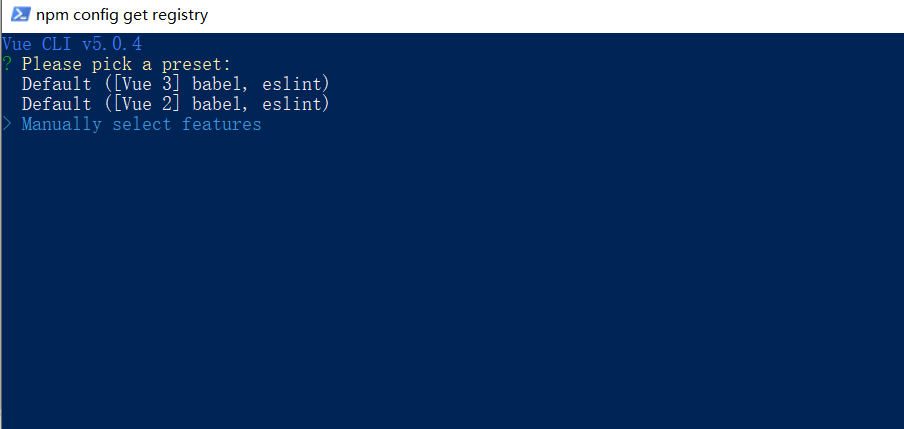 npm config get registry
Vue CLI v5.0.4
? Please pick a preset:
Default ([Vue 3] babel, eslint)
Default ([Vue 2] babel, eslint)
> Manually select features